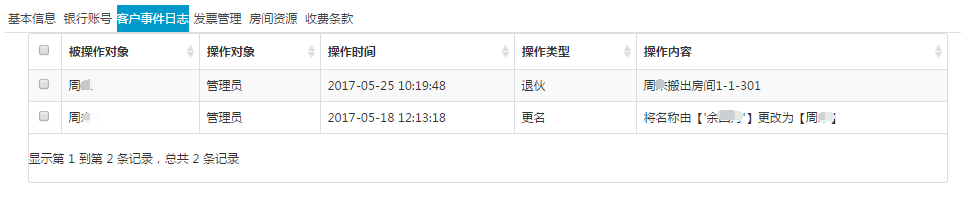 基本信息 银行账号 客户事件日志 发票管理 房间资源 收费条款
被操作对象 操作对象 操作时间 操作类型 操作内容
周 管理员 2017-05-25 10:19:48 退伙 周 搬出房间1-1-301
周 管理员 2017-05-18 12:13:18 更名 将名称由【'余 '】更改为【周 】
显示第 1 到第 2 条记录，总共 2 条记录